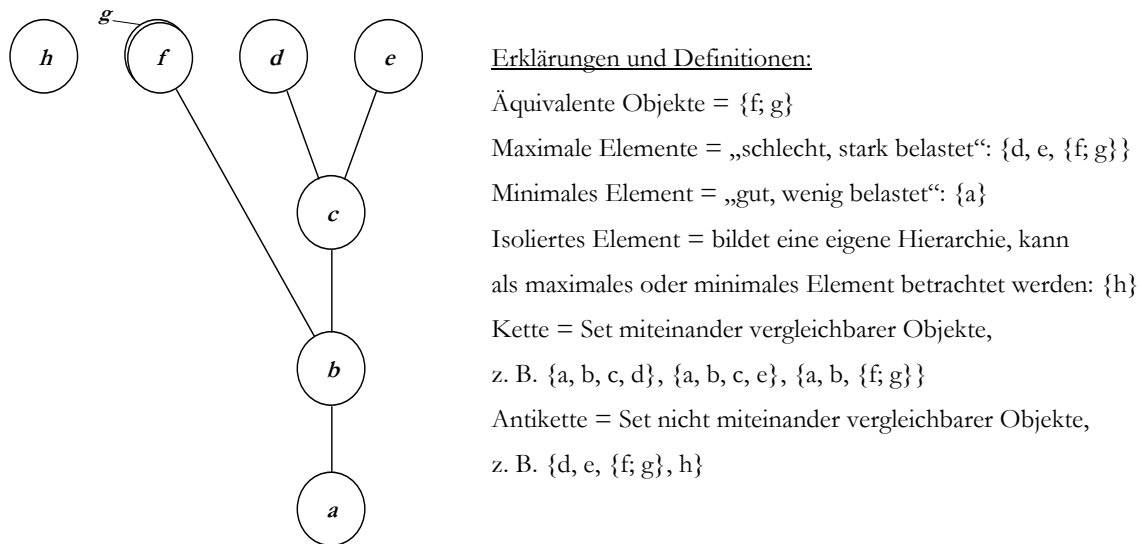 g
h
f
d
e
c
b
a
Erklärungen und Definitionen:
Äquivalente Objekte = {f; g}
Maximale Elemente = „schlecht, stark belastet“: {d, e, {f; g}}
Minimales Element = „gut, wenig belastet“: {a}
Isoliertes Element = bildet eine eigene Hierarchie, kann
als maximales oder minimales Element betrachtet werden: {h}
Kette = Set miteinander vergleichbarer Objekte,
z. B. {a, b, c, d}, {a, b, c, e}, {a, b, {f; g}}
Antikette = Set nicht miteinander vergleichbarer Objekte,
z. B. {d, e, {f; g}, h}